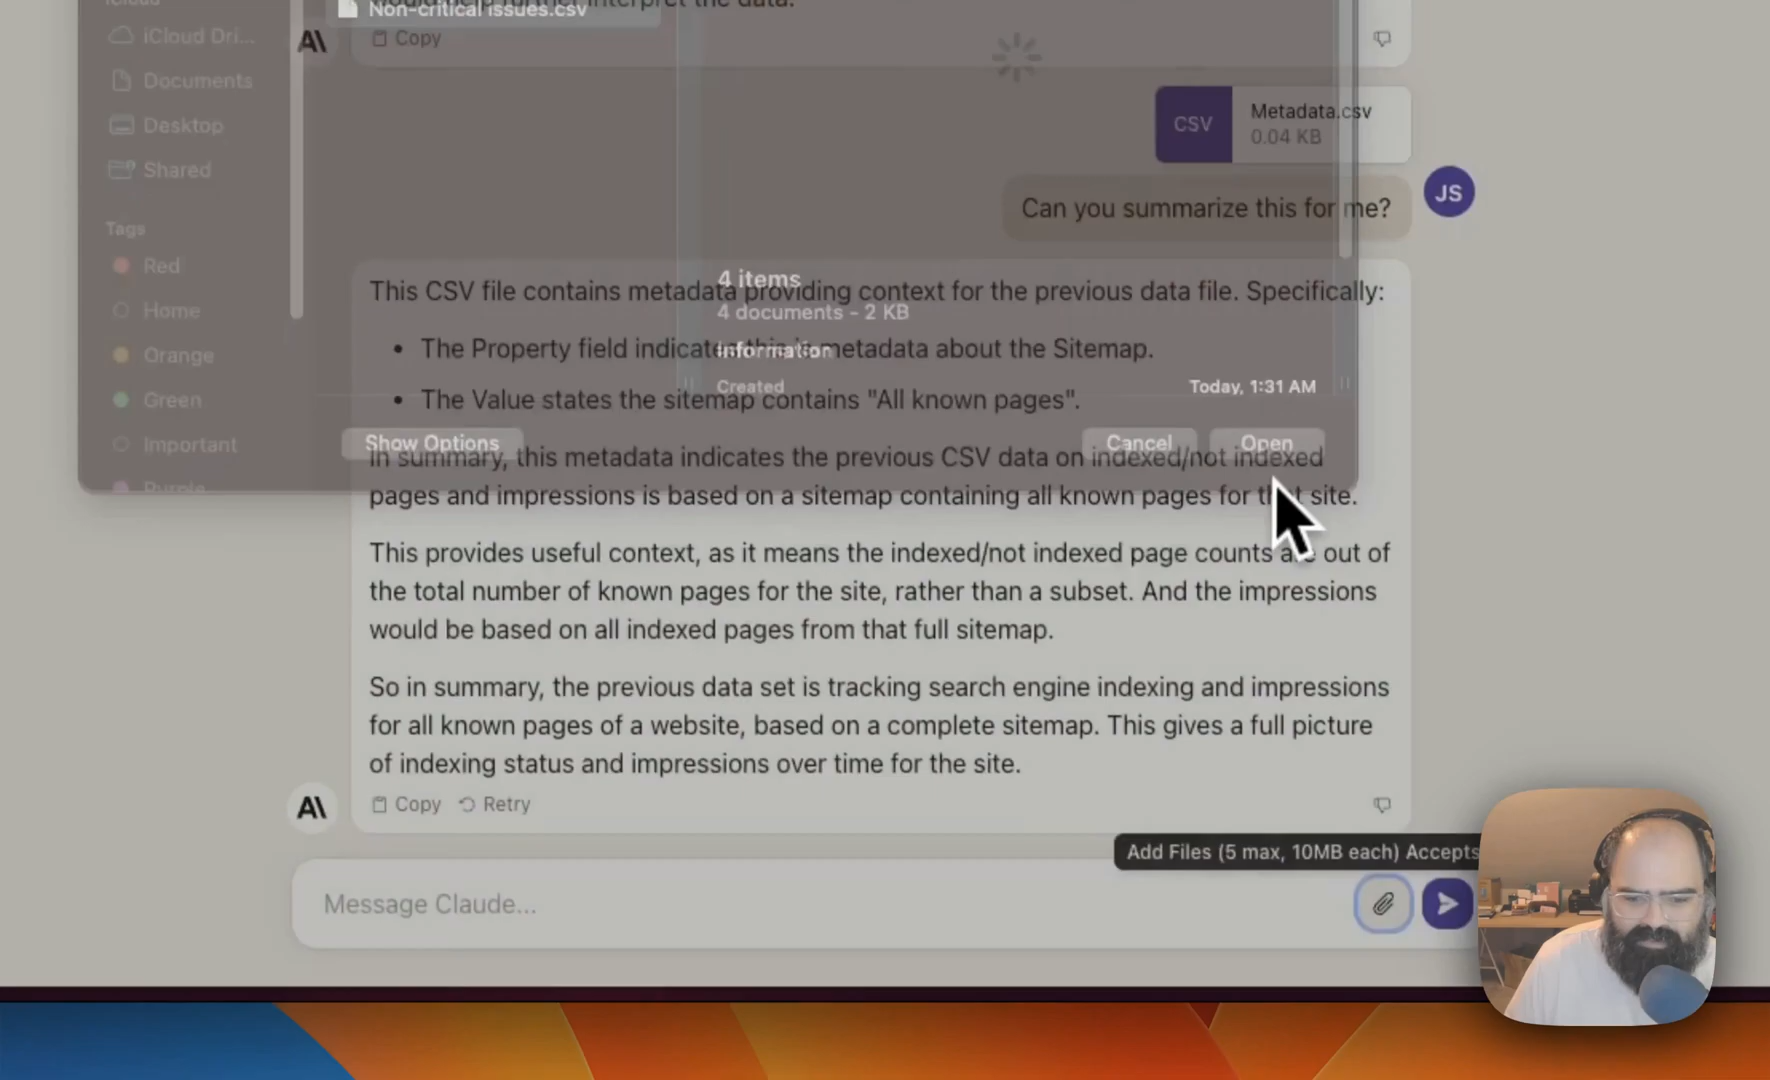 iCloud
Non-critical issues.csv
interpret the data.
iCloud Dri...
Copy
Documents
Desktop
Shared
CSV
Metadata.csv
0.04 KB
JS
Can you summarize this for me?
Tags
Red
Home
Orange
Green
Important
Purple
4 items
4 documents - 2 KB
Information
Created
Today, 1:31 AM
Show Options
Cancel
Open
This CSV file contains metadata providing context for the previous data file. Specifically:
• The Property field indicates this is metadata about the Sitemap.
• The Value states the sitemap contains "All known pages".
In summary, this metadata indicates the previous CSV data on indexed/not indexed
pages and impressions is based on a sitemap containing all known pages for that site.
This provides useful context, as it means the indexed/not indexed page counts are out of
the total number of known pages for the site, rather than a subset. And the impressions
would be based on all indexed pages from that full sitemap.
So in summary, the previous data set is tracking search engine indexing and impressions
for all known pages of a website, based on a complete sitemap. This gives a full picture
of indexing status and impressions over time for the site.
A\
Copy
Retry
Add Files (5 max, 10MB each) Accepts
Message Claude...